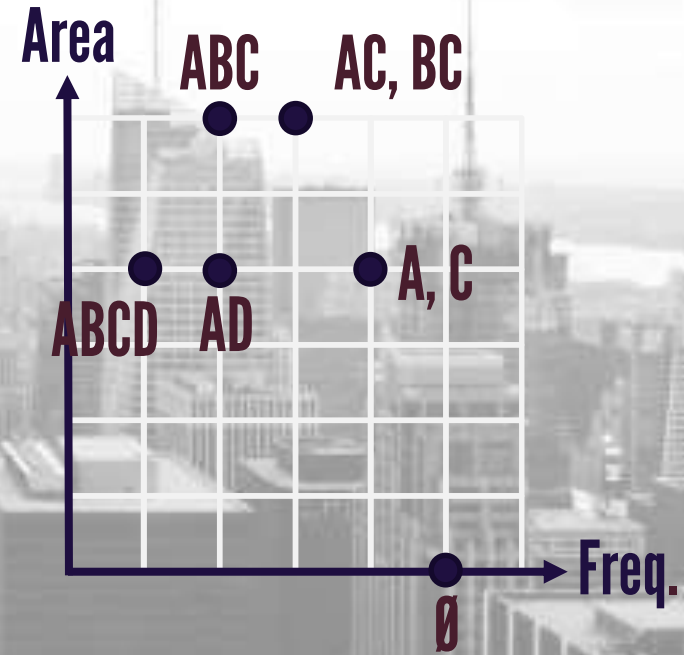 Area
ABC
AC, BC
A, C
ABCD
AD
Freq.
Ø